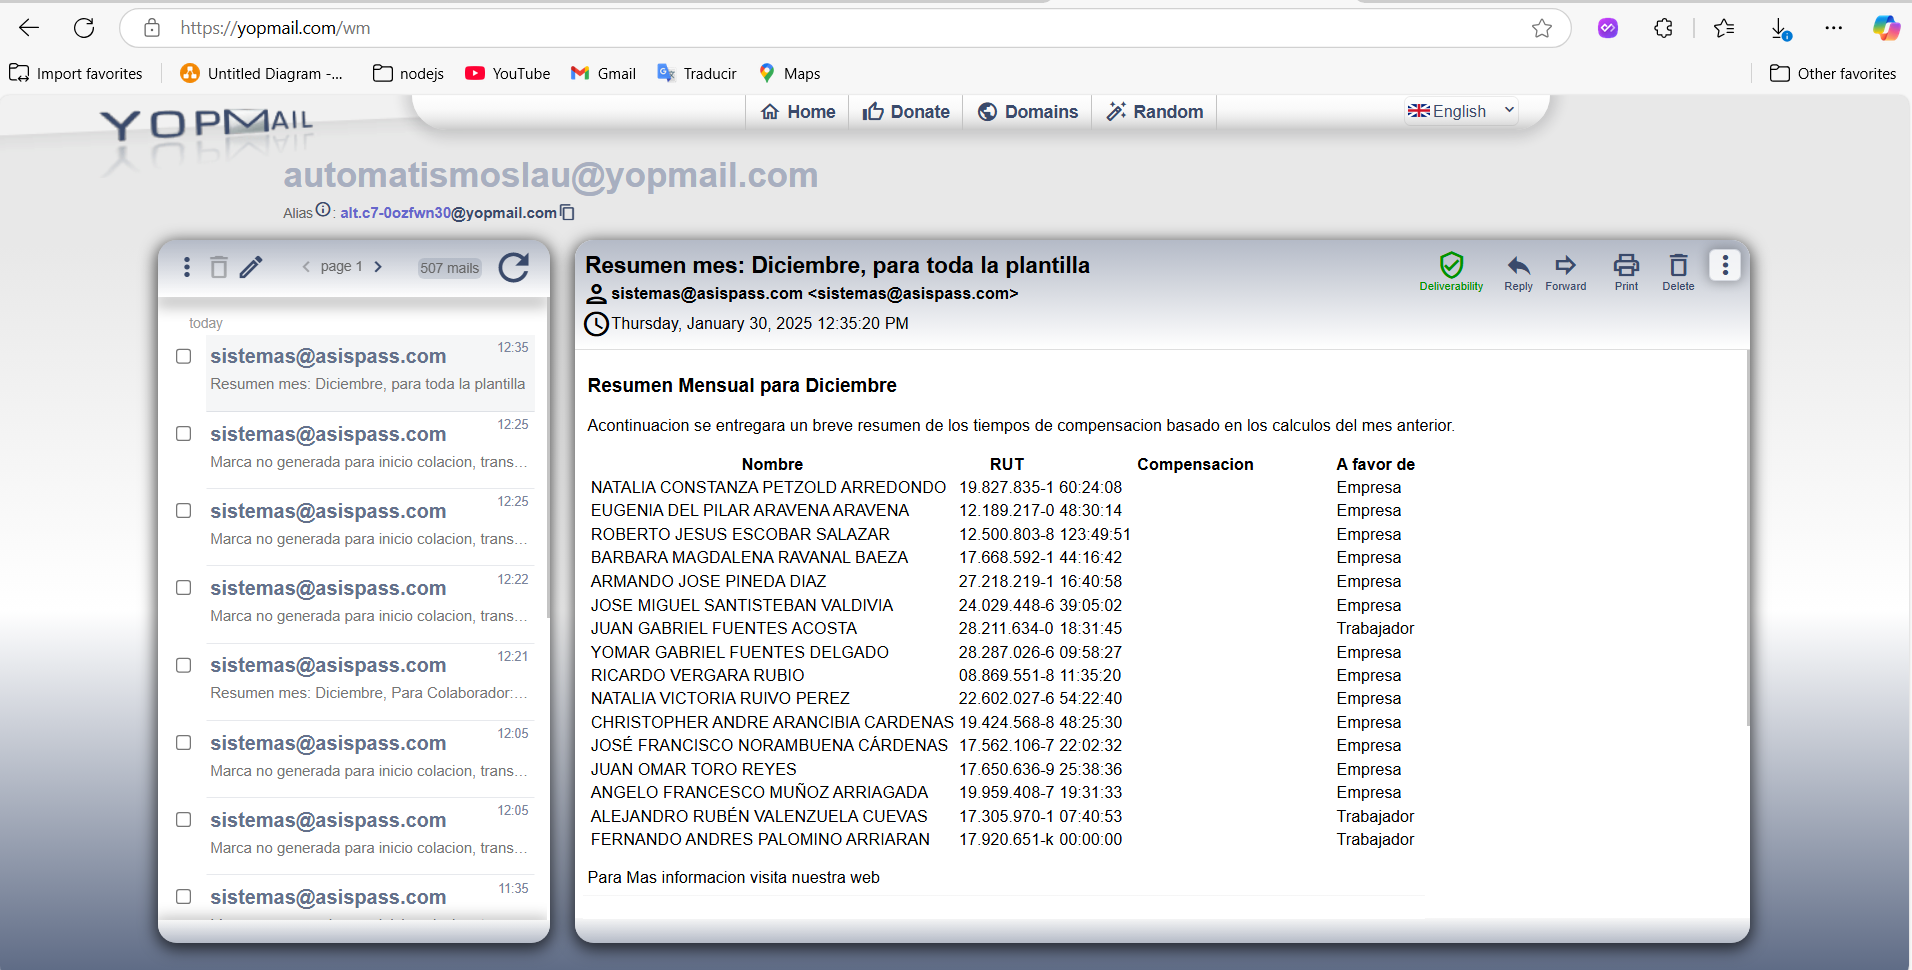 https://yopmail.com/wm
Import favorites
Untitled Diagram -...
nodejs
YouTube
Gmail
Traducir
Maps
Other favorites
YOPMAIL
Home
Donate
Domains
Random
English
automatismoslau@yopmail.com
Alias : alt.c7-0ozfwn30@yopmail.com
page 1
507 mails
today
sistemas@asispass.com 12:35
Resumen mes: Diciembre, para toda la plantilla
sistemas@asispass.com 12:25
Marca no generada para inicio colacion, trans...
sistemas@asispass.com 12:25
Marca no generada para inicio colacion, trans...
sistemas@asispass.com 12:22
Marca no generada para inicio colacion, trans...
sistemas@asispass.com 12:21
Resumen mes: Diciembre, Para Colaborador:...
sistemas@asispass.com 12:05
Marca no generada para inicio colacion, trans...
sistemas@asispass.com 12:05
Marca no generada para inicio colacion, trans...
sistemas@asispass.com 11:35
Resumen mes: Diciembre, para toda la plantilla
sistemas@asispass.com <sistemas@asispass.com>
Thursday, January 30, 2025 12:35:20 PM
Deliverability
Reply
Forward
Print
Delete
Resumen Mensual para Diciembre
Acontinuacion se entregara un breve resumen de los tiempos de compensacion basado en los calculos del mes anterior.
Nombre RUT Compensacion A favor de
NATALIA CONSTANZA PETZOLD ARREDONDO 19.827.835-1 60:24:08 Empresa
EUGENIA DEL PILAR ARAVENA ARAVENA 12.189.217-0 48:30:14 Empresa
ROBERTO JESUS ESCOBAR SALAZAR 12.500.803-8 123:49:51 Empresa
BARBARA MAGDALENA RAVANAL BAEZA 17.668.592-1 44:16:42 Empresa
ARMANDO JOSE PINEDA DIAZ 27.218.219-1 16:40:58 Empresa
JOSE MIGUEL SANTISTEBAN VALDIVIA 24.029.448-6 39:05:02 Empresa
JUAN GABRIEL FUENTES ACOSTA 28.211.634-0 18:31:45 Trabajador
YOMAR GABRIEL FUENTES DELGADO 28.287.026-6 09:58:27 Empresa
RICARDO VERGARA RUBIO 08.869.551-8 11:35:20 Empresa
NATALIA VICTORIA RUIVO PEREZ 22.602.027-6 54:22:40 Empresa
CHRISTOPHER ANDRE ARANCIBIA CARDENAS 19.424.568-8 48:25:30 Empresa
JOSÉ FRANCISCO NORAMBUENA CÁRDENAS 17.562.106-7 22:02:32 Empresa
JUAN OMAR TORO REYES 17.650.636-9 25:38:36 Empresa
ANGELO FRANCESCO MUÑOZ ARRIAGADA 19.959.408-7 19:31:33 Empresa
ALEJANDRO RUBÉN VALENZUELA CUEVAS 17.305.970-1 07:40:53 Trabajador
FERNANDO ANDRES PALOMINO ARRIARAN 17.920.651-k 00:00:00 Trabajador
Para Mas informacion visita nuestra web